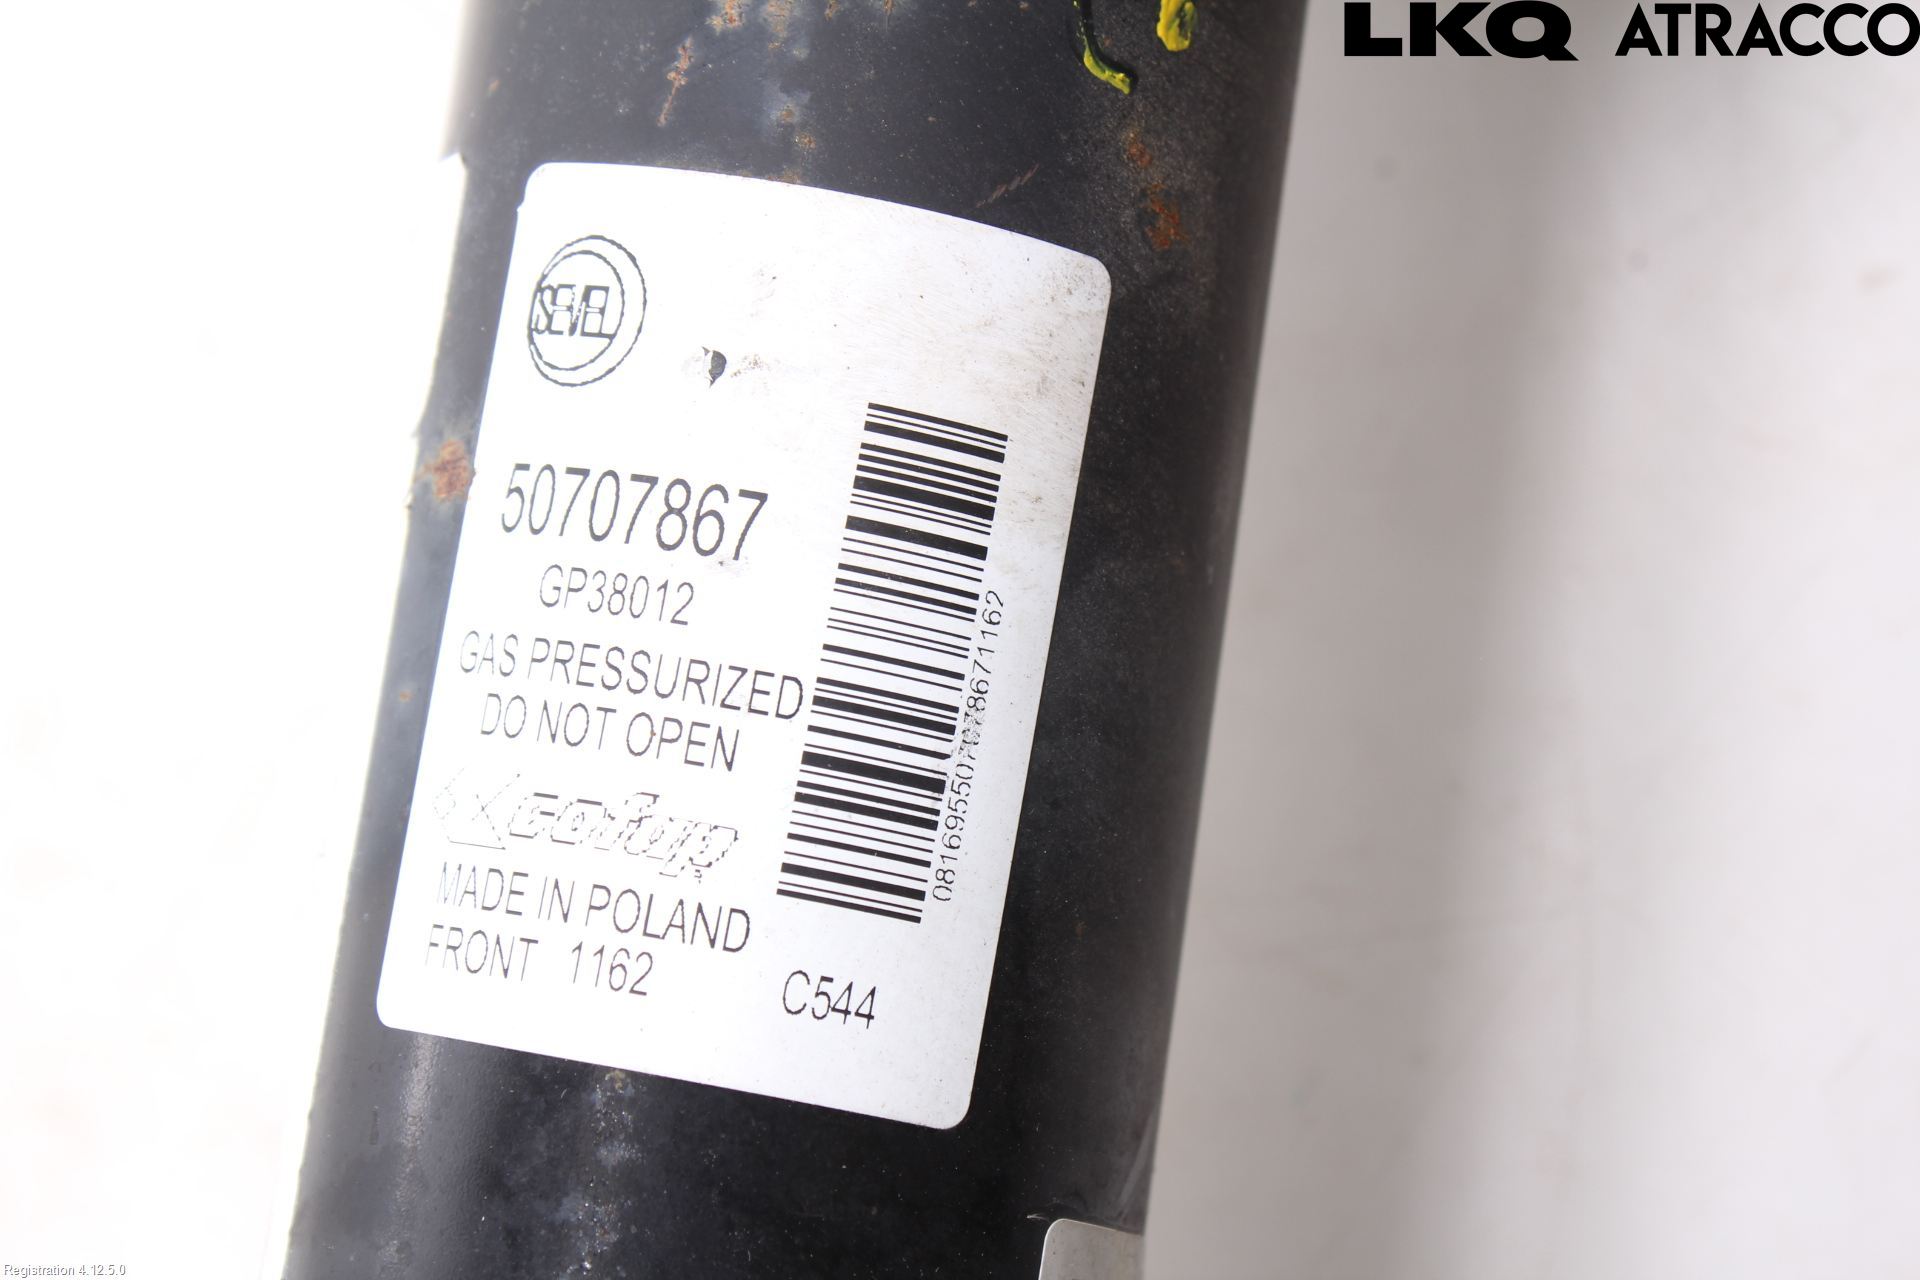 LKQ ATRACCO
SEVEL
50707867
GP38012
GAS PRESSURIZED
DO NOT OPEN
MADE IN POLAND
FRONT 1162
C544
Registration 4.12.5.0